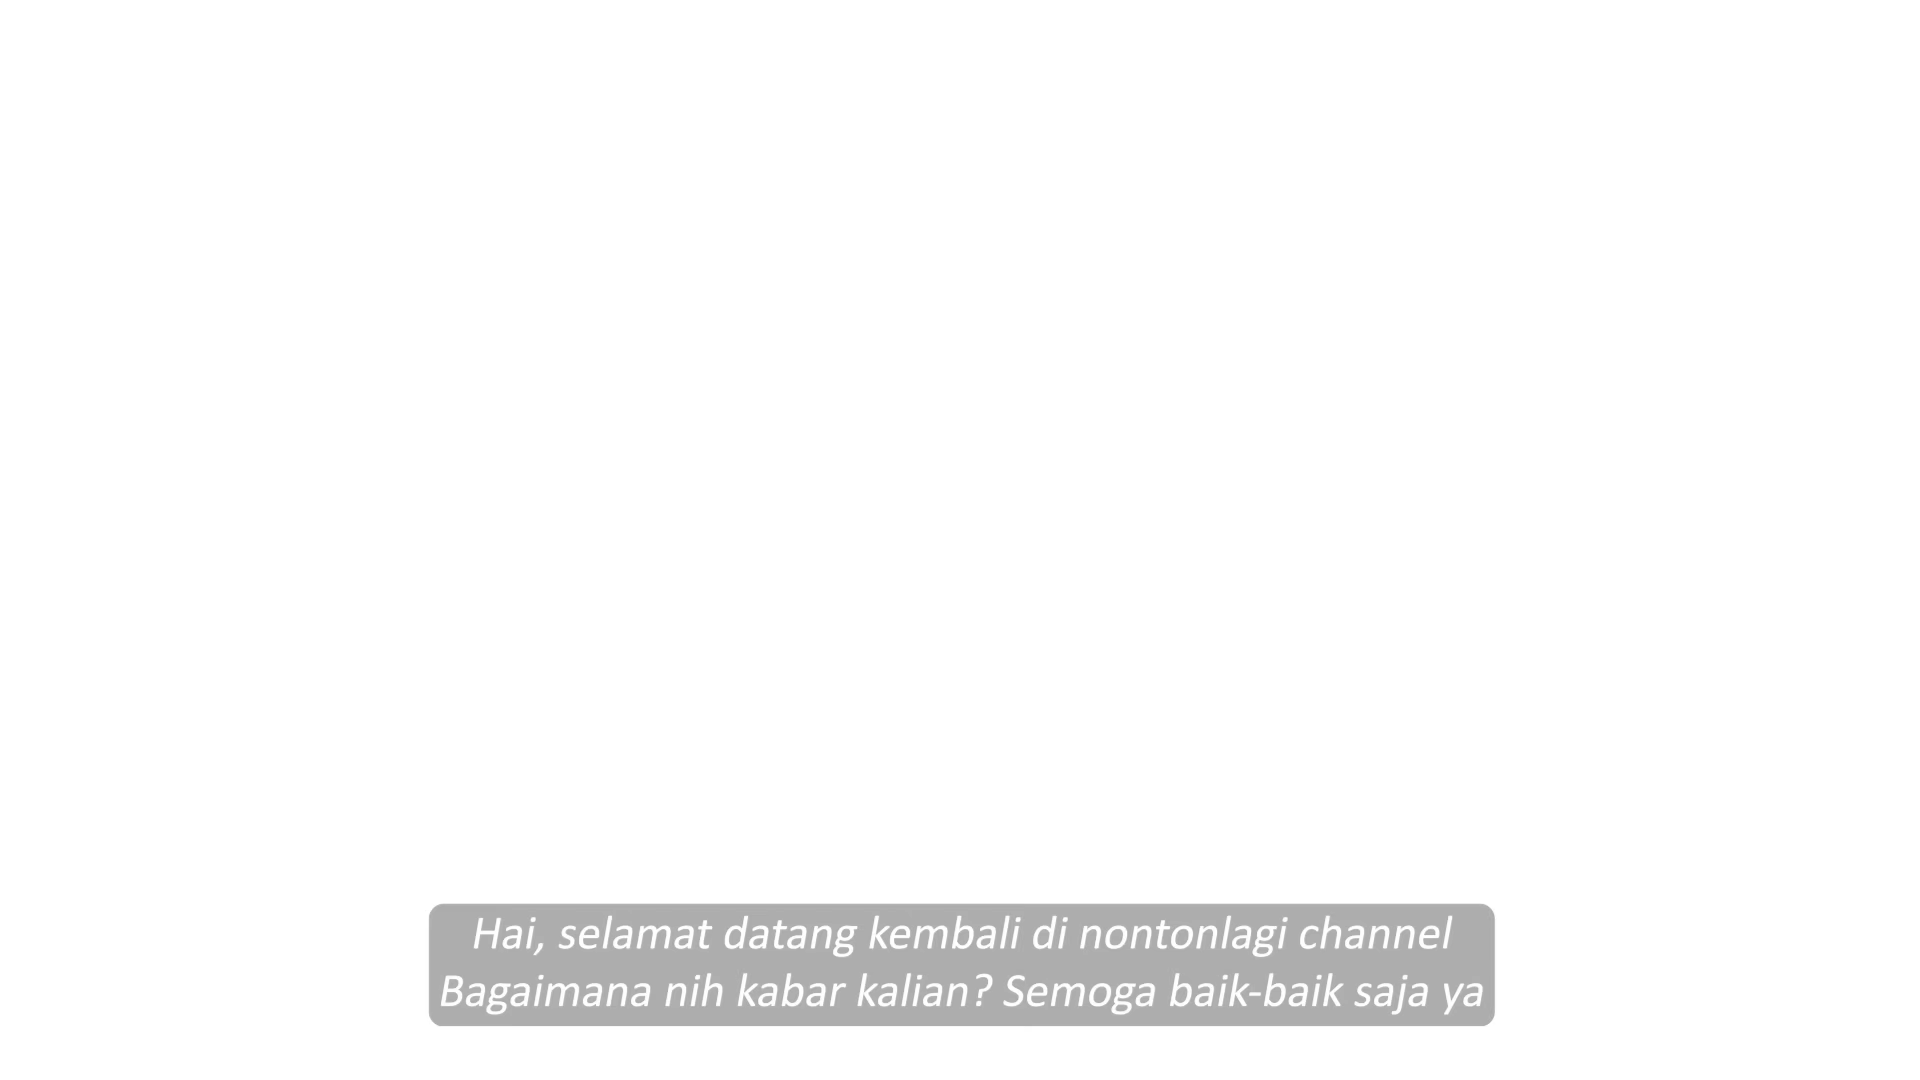 Hai, selamat datang kembali di nontonlagi channel
Bagaimana nih kabar kalian? Semoga baik-baik saja ya